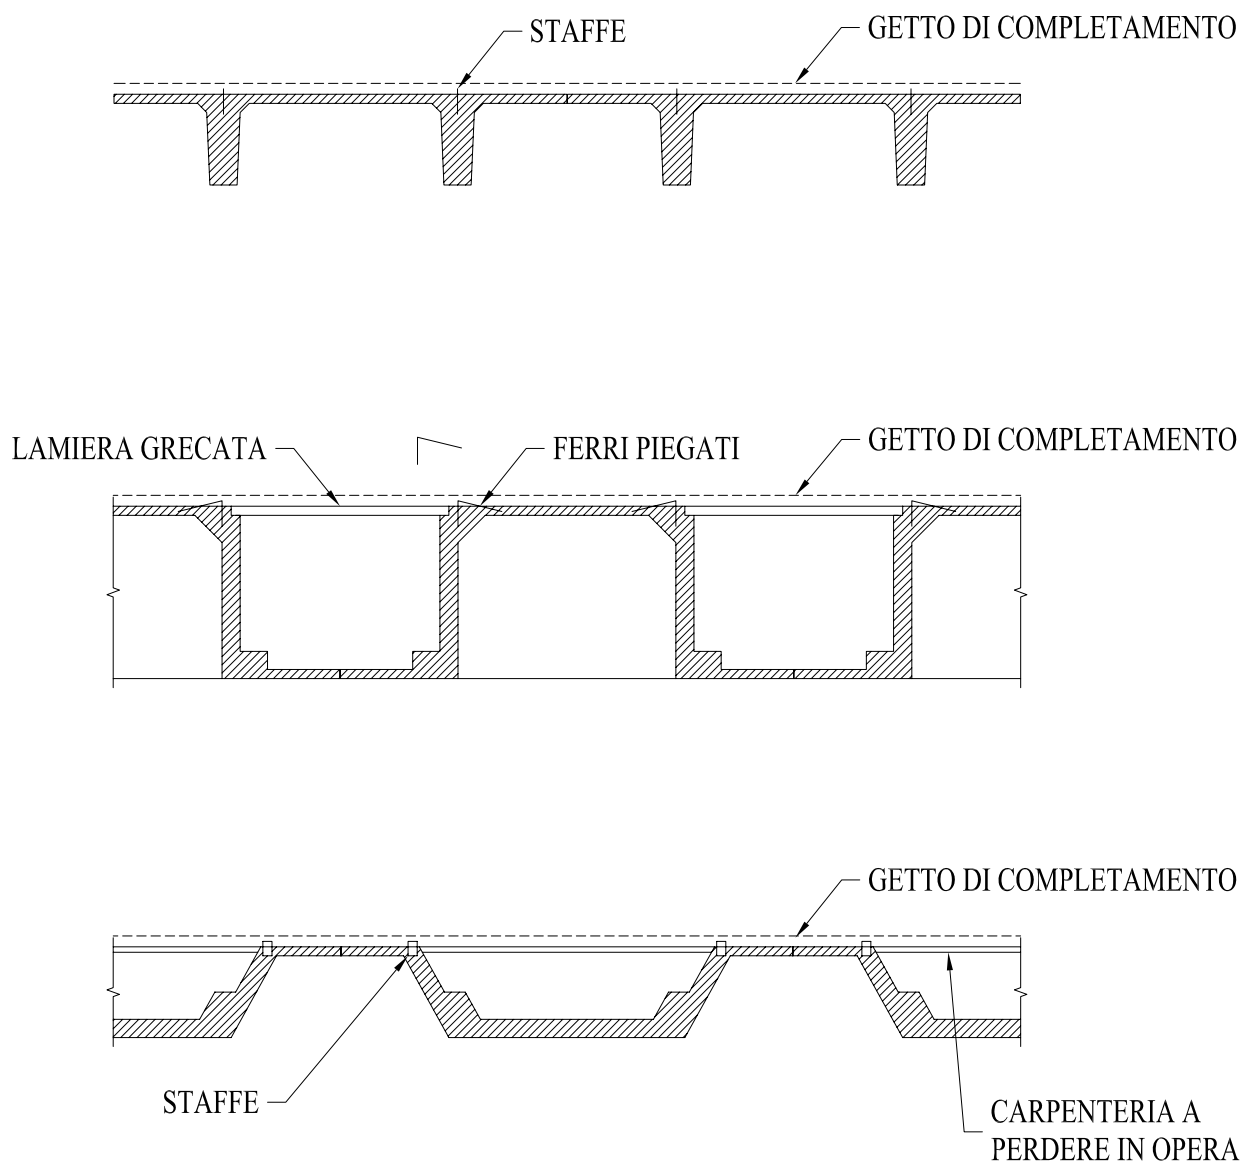 STAFFE
GETTO DI COMPLETAMENTO
LAMIERA GRECATA
FERRI PIEGATI
GETTO DI COMPLETAMENTO
GETTO DI COMPLETAMENTO
STAFFE
CARPENTERIA A
PERDERE IN OPERA